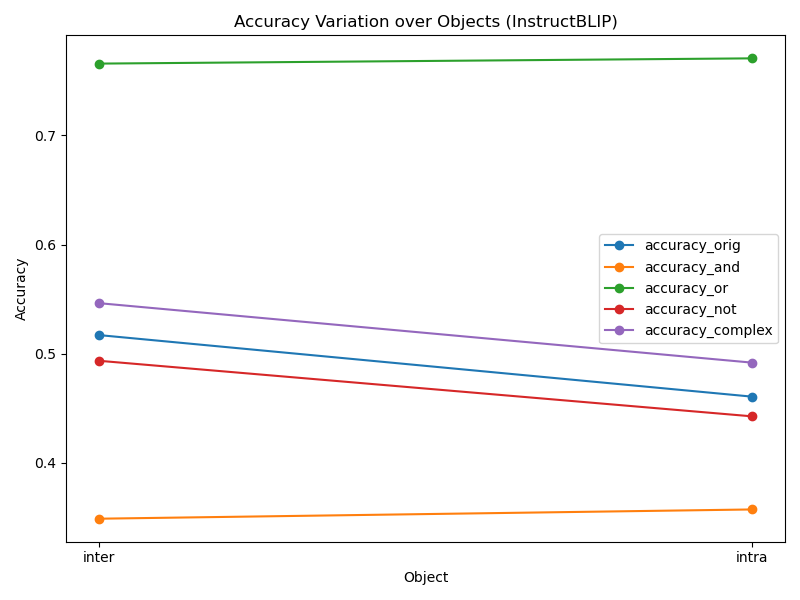 Accuracy Variation over Objects (InstructBLIP)
Accuracy
0.7
0.6
0.5
0.4
accuracy_orig
accuracy_and
accuracy_or
accuracy_not
accuracy_complex
inter
intra
Object